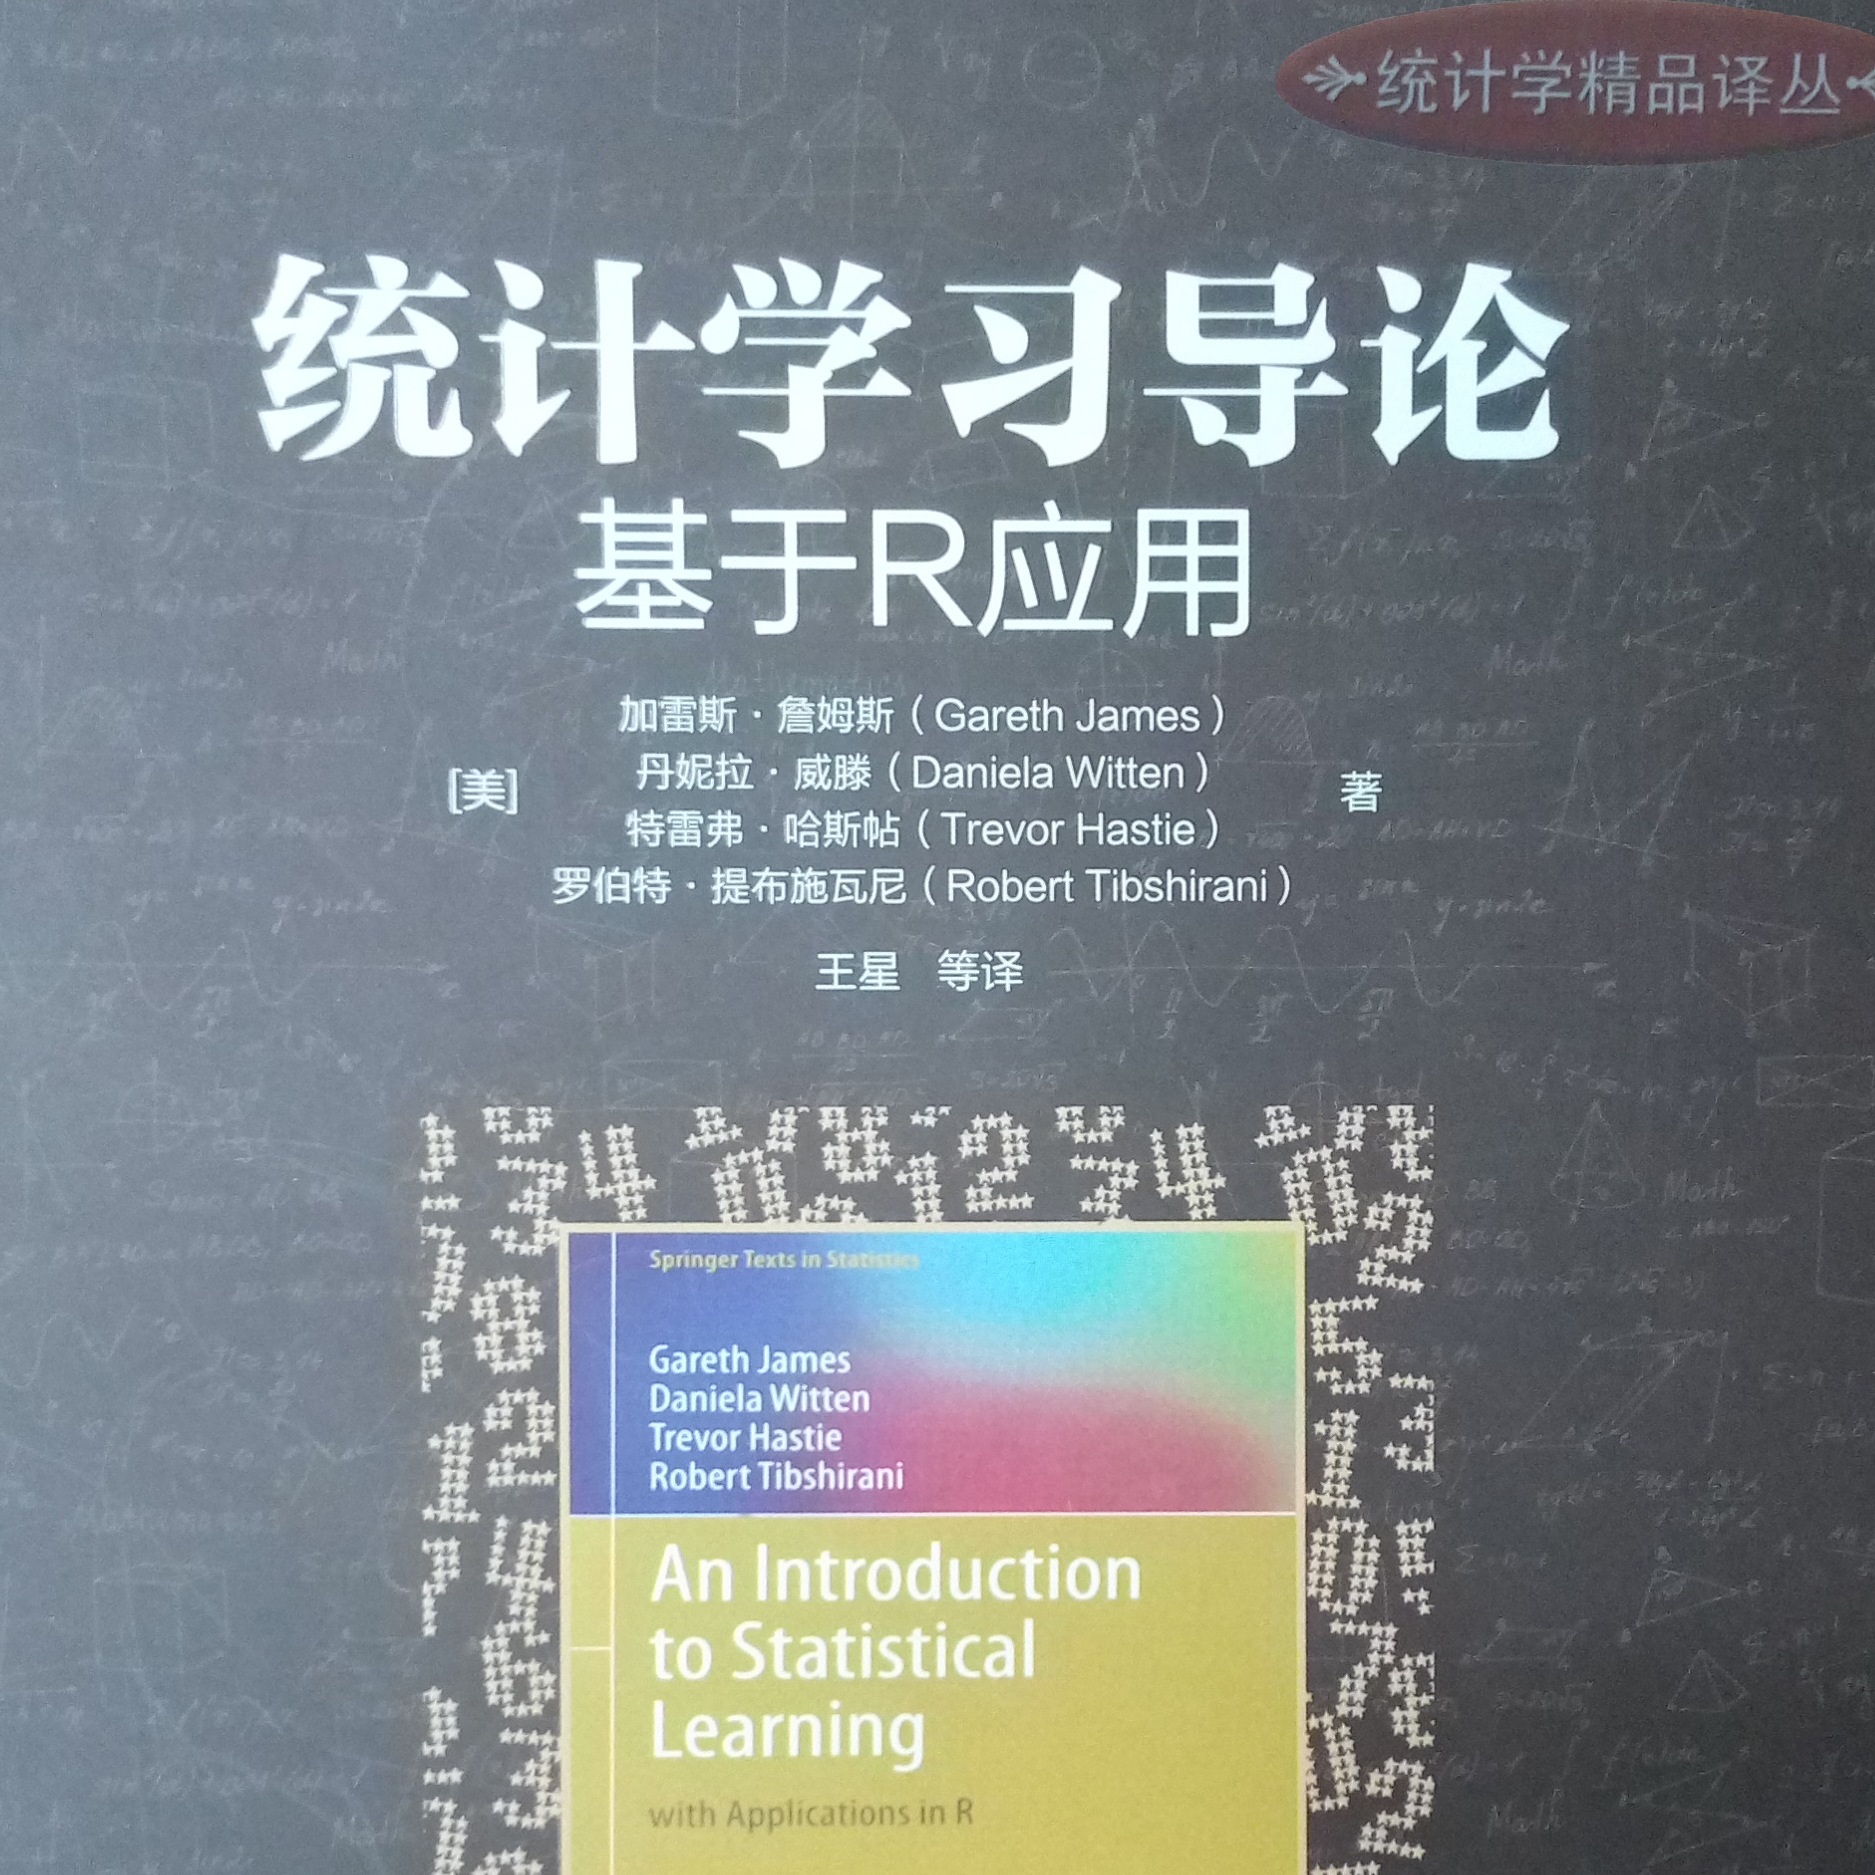 统计学精品译丛
统计学习导论
基于R应用
加雷斯·詹姆斯(Gareth James)
丹妮拉·威滕(Daniela Witten)
[美] 著
特雷弗·哈斯帖(Trevor Hastie)
罗伯特·提布施瓦尼(Robert Tibshirani)
王星 等译
Springer Texts in Statistics
Gareth James
Daniela Witten
Trevor Hastie
Robert Tibshirani
An Introduction
to Statistical
Learning
with Applications in R